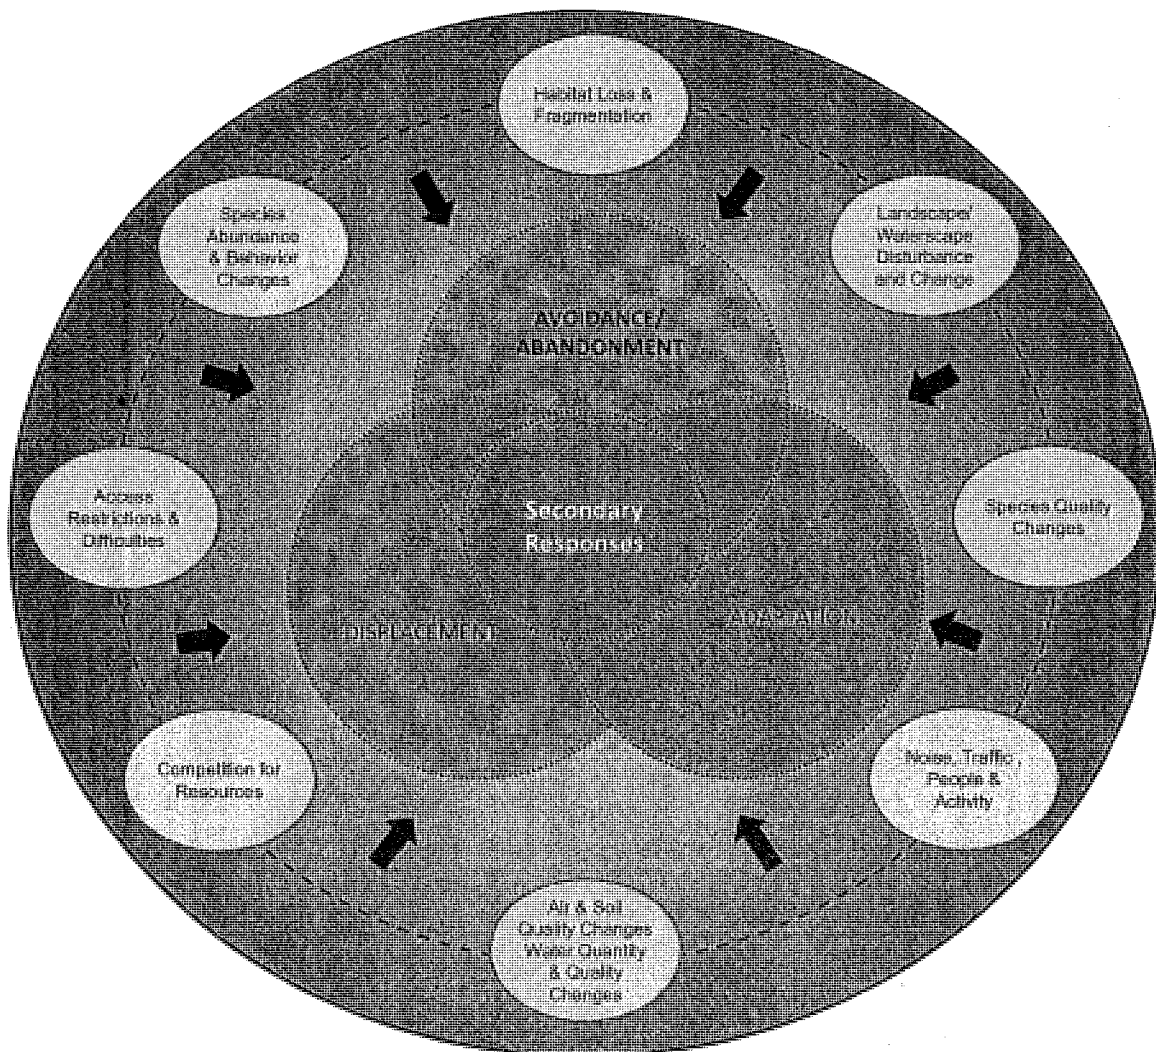 Habitat Loss &
Fragmentation
Species
Abundance
& Behavior
Changes
Landscape/
Waterscape
Disturbance
and Change
AVOIDANCE/
ABANDONMENT
Access
Restrictions &
Difficulties
Secondary
Responses
Species Quality
Changes
DISPLACEMENT
ADAPTATION
Competition for
Resources
Noise, Traffic,
People &
Activity
Air & Soil
Quality Changes
Water Quantity
& Quality
Changes